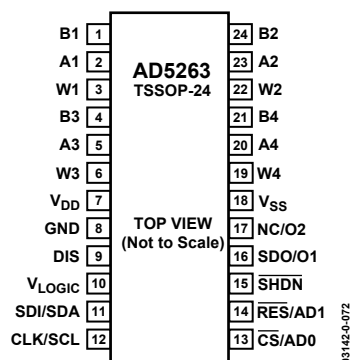 B1 1 24 B2
A1 2 AD5263 23 A2
W1 3 TSSOP-24 22 W2
B3 4 21 B4
A3 5 20 A4
W3 6 19 W4
VDD 7 18 VSS
GND 8 TOP VIEW 17 NC/O2
DIS 9 (Not to Scale) 16 SDO/O1
VLOGIC 10 15 SHDN
SDI/SDA 11 14 RES/AD1
CLK/SCL 12 13 CS/AD0
03142-0-072